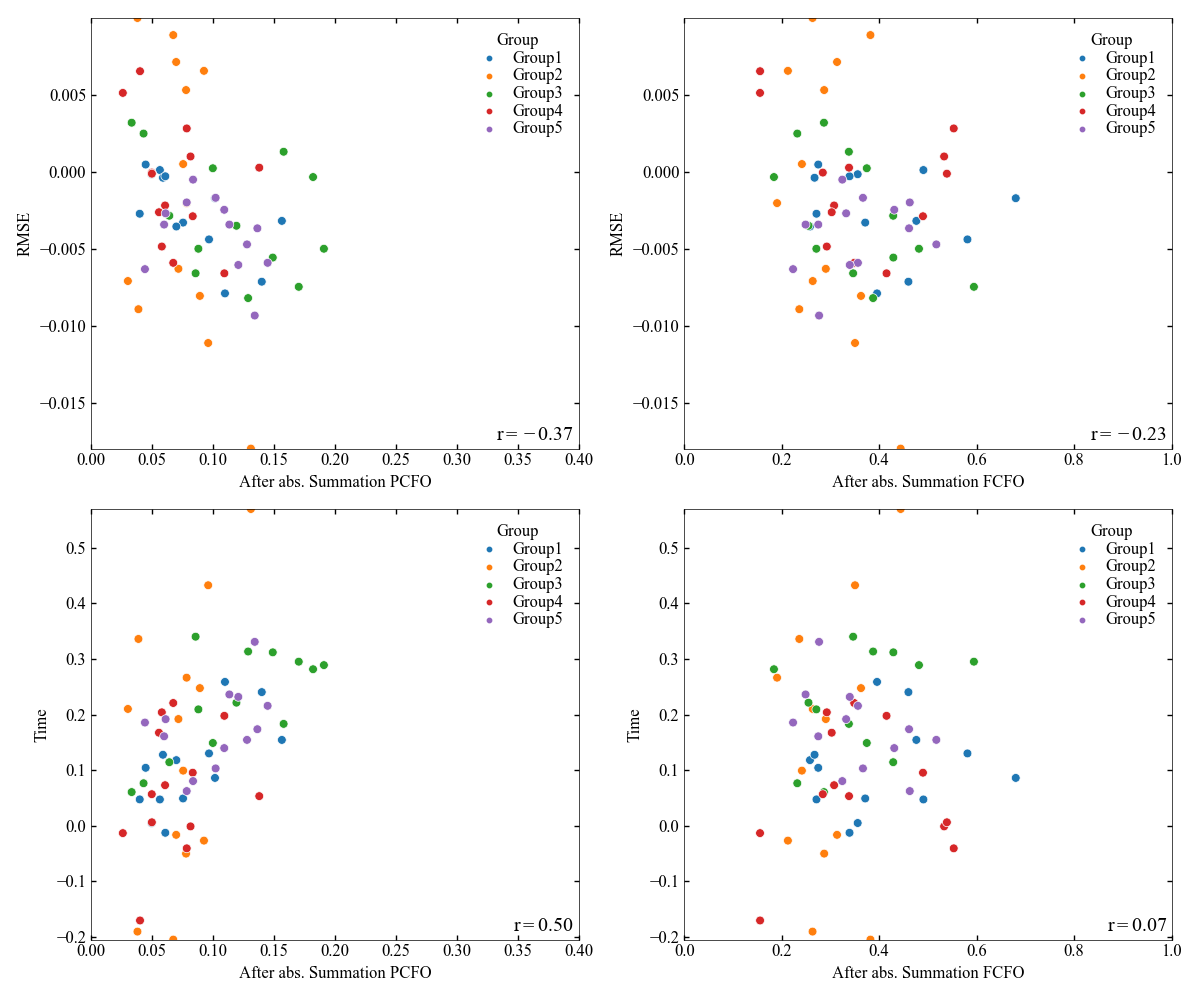 Group
Group1
Group2
Group3
Group4
Group5
0.005
0.000
−0.005
−0.010
−0.015
RMSE
r=−0.37
0.00 0.05 0.10 0.15 0.20 0.25 0.30 0.35 0.40
After abs. Summation PCFO
Group
Group1
Group2
Group3
Group4
Group5
0.005
0.000
−0.005
−0.010
−0.015
RMSE
r=−0.23
0.0 0.2 0.4 0.6 0.8 1.0
After abs. Summation FCFO
Group
Group1
Group2
Group3
Group4
Group5
0.5
0.4
0.3
0.2
0.1
0.0
−0.1
−0.2
Time
r=0.50
0.00 0.05 0.10 0.15 0.20 0.25 0.30 0.35 0.40
After abs. Summation PCFO
Group
Group1
Group2
Group3
Group4
Group5
0.5
0.4
0.3
0.2
0.1
0.0
−0.1
−0.2
Time
r=0.07
0.0 0.2 0.4 0.6 0.8 1.0
After abs. Summation FCFO